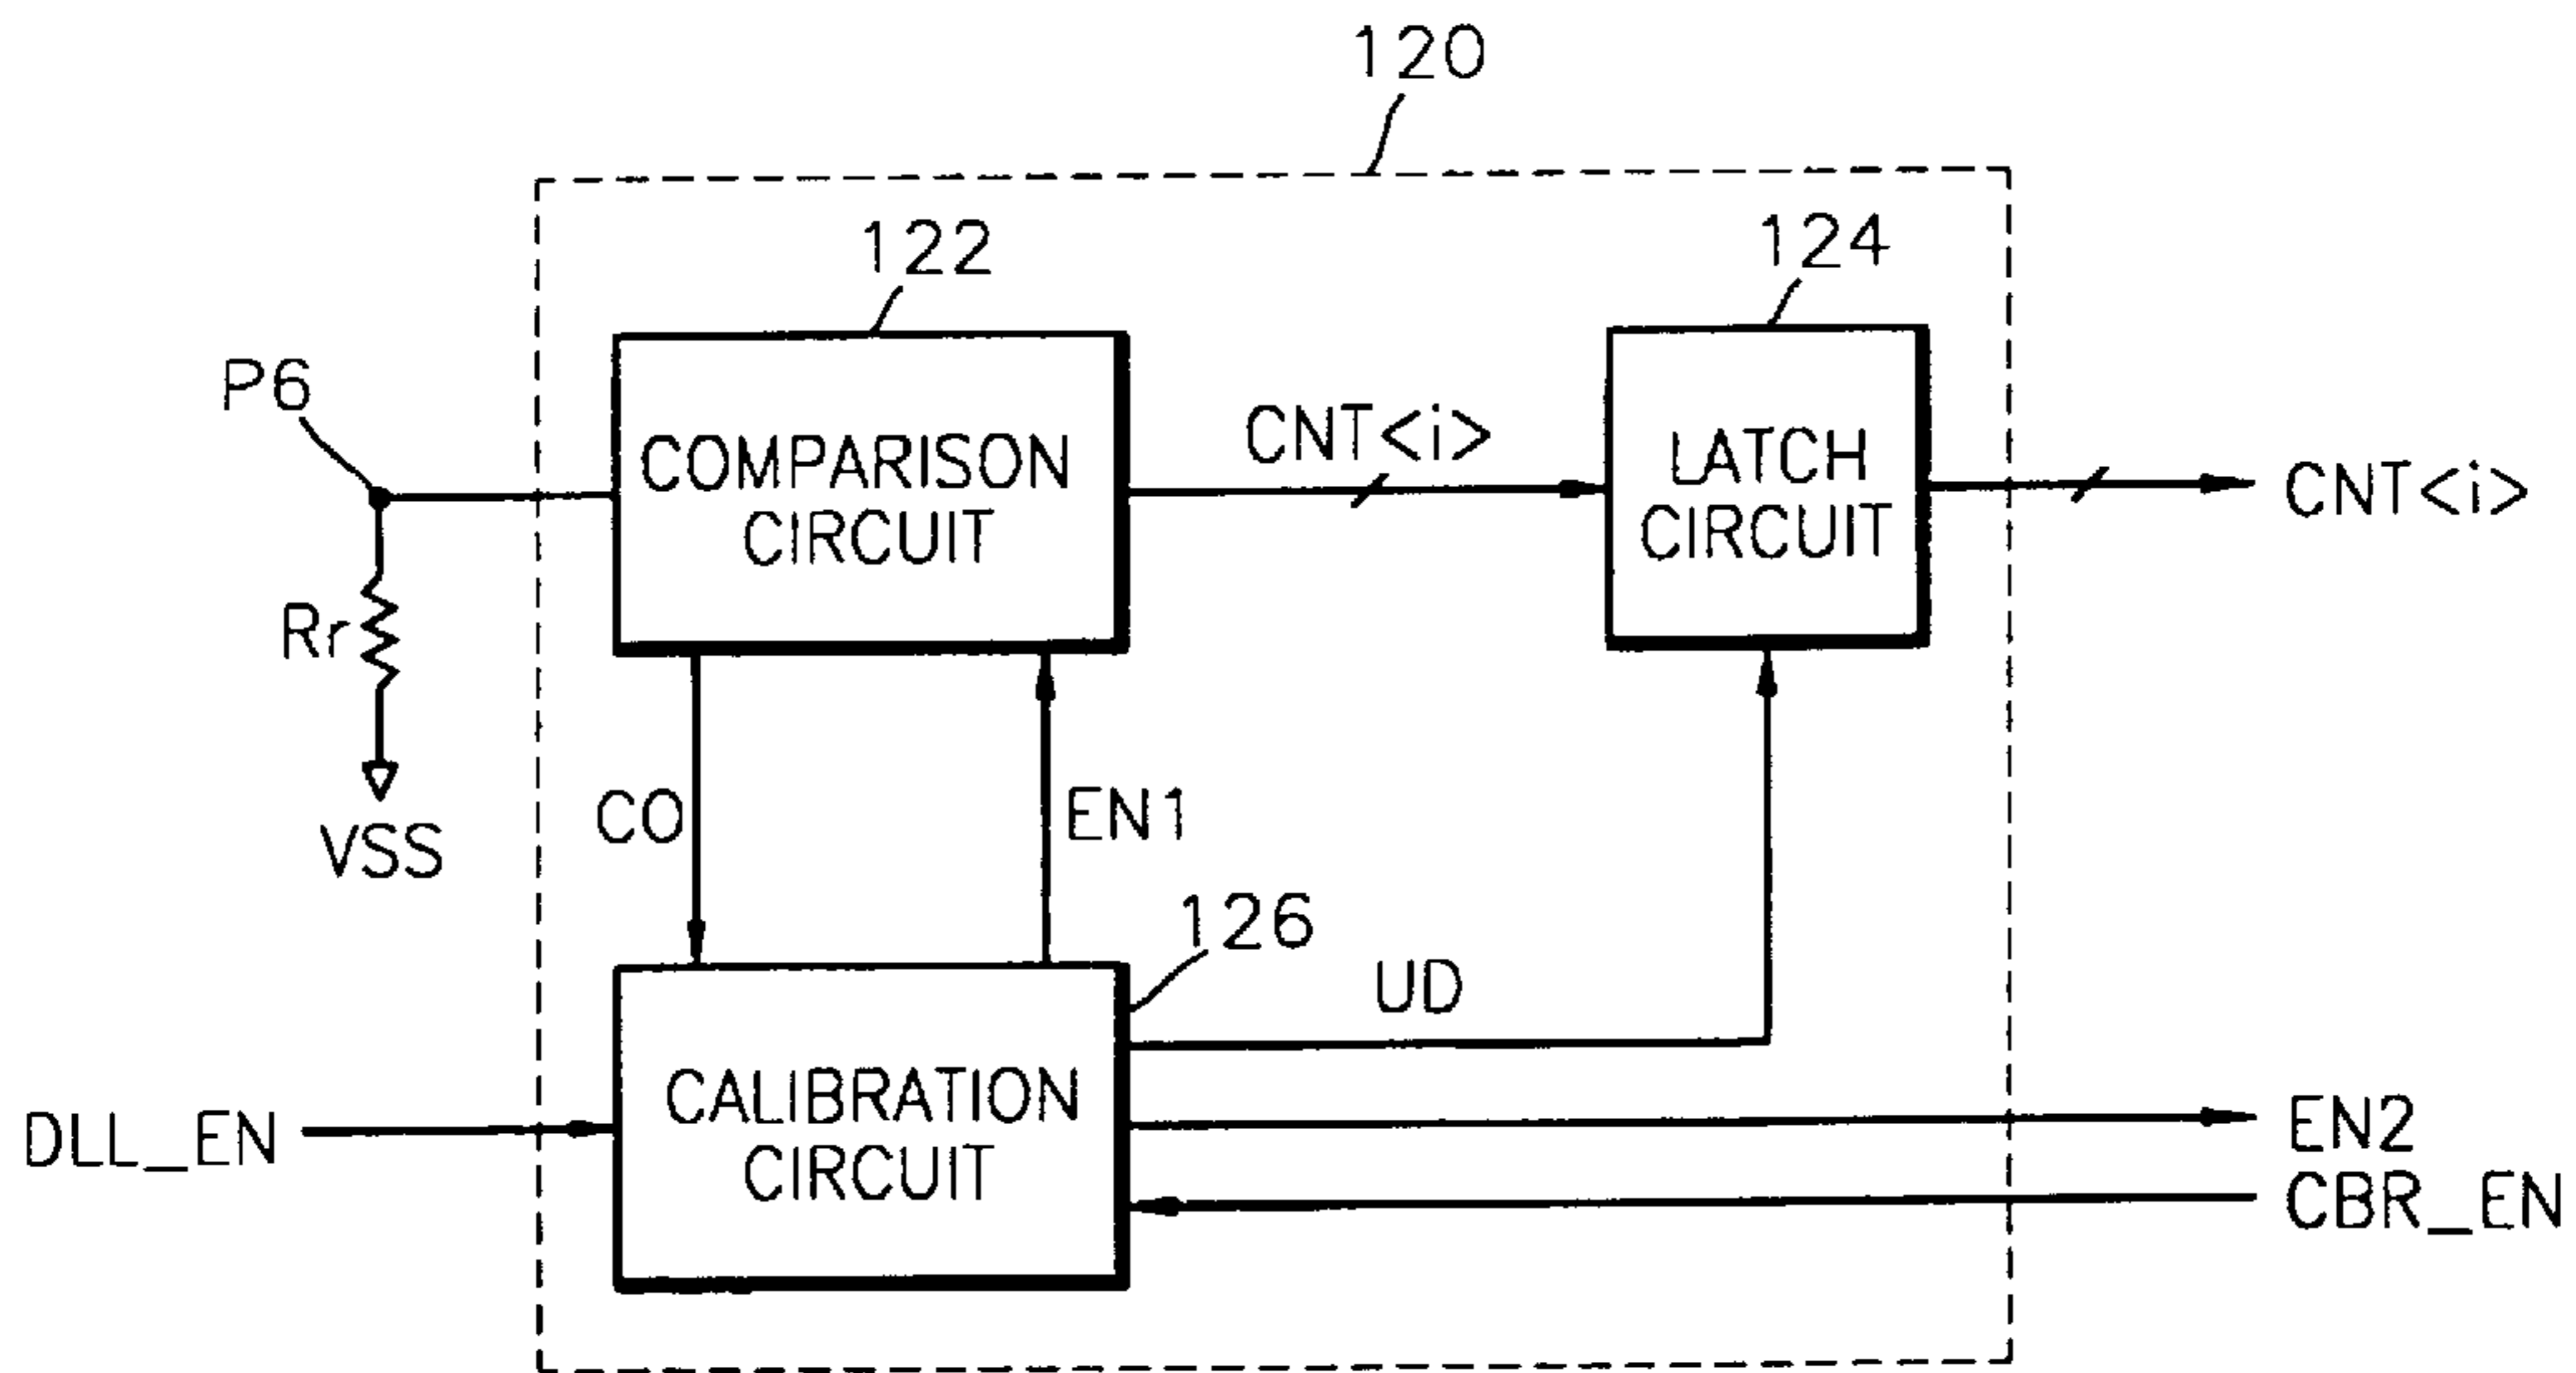 120
122
124
P6
COMPARISON
CIRCUIT
CNT<i>
LATCH
CIRCUIT
CNT<i>
Rr
VSS
CO
EN1
126
UD
CALIBRATION
CIRCUIT
DLL_EN
EN2
CBR_EN